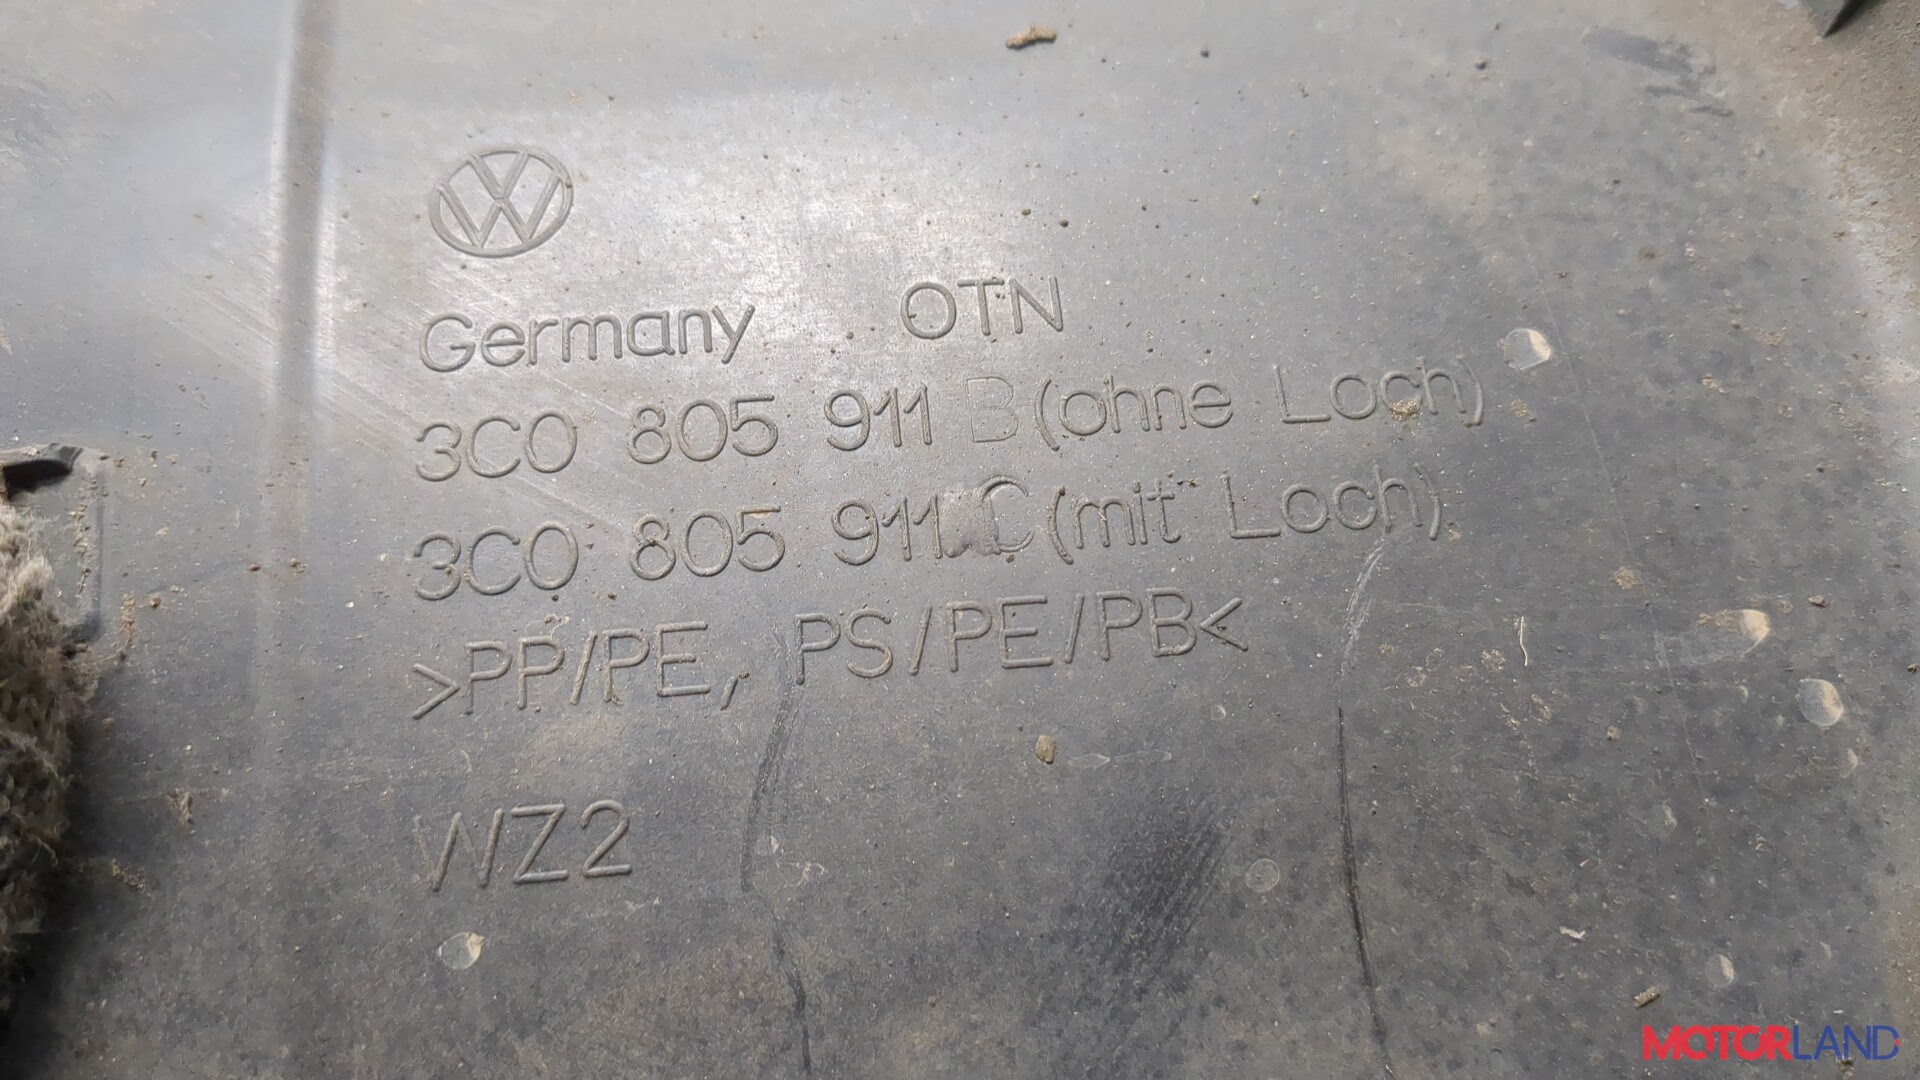 VW
Germany OTN
3C0 805 911 B (ohne Loch)
3C0 805 911 C (mit Loch)
>PP/PE, PS/PE/PB<
WZ2
MOTORLAND